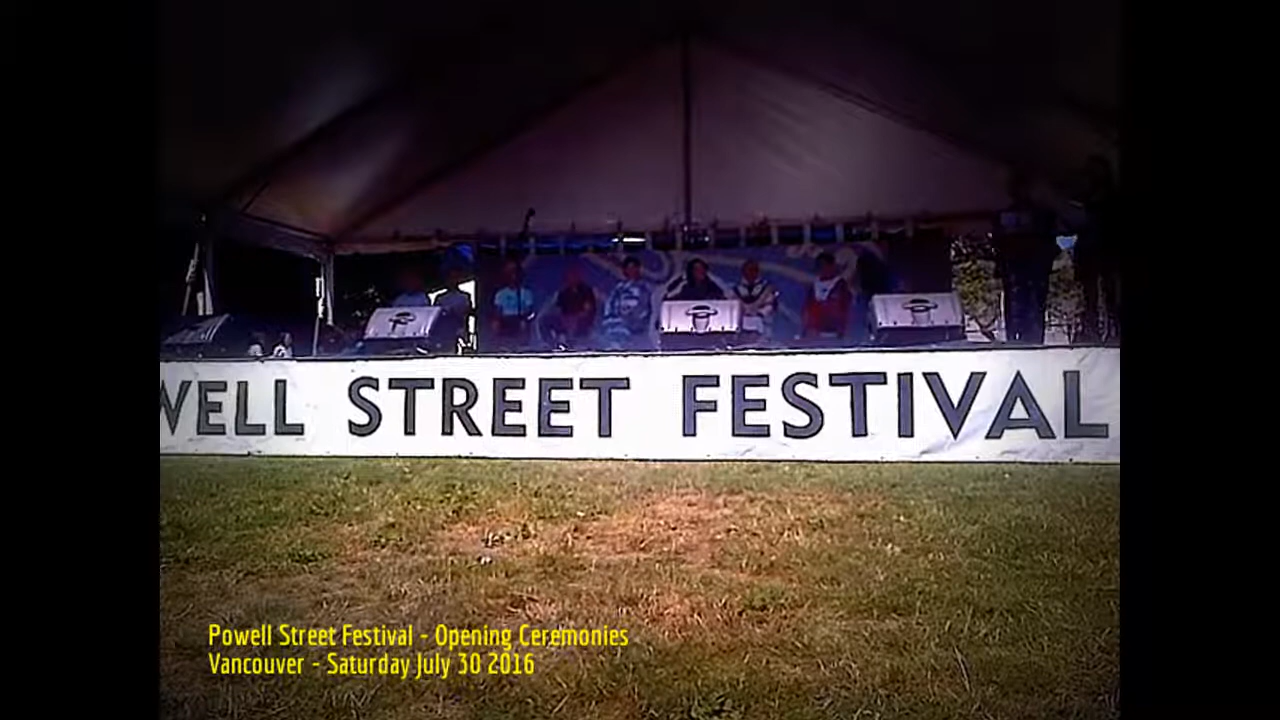 WELL STREET FESTIVAL
Powell Street Festival - Opening Ceremonies
Vancouver - Saturday July 30 2016